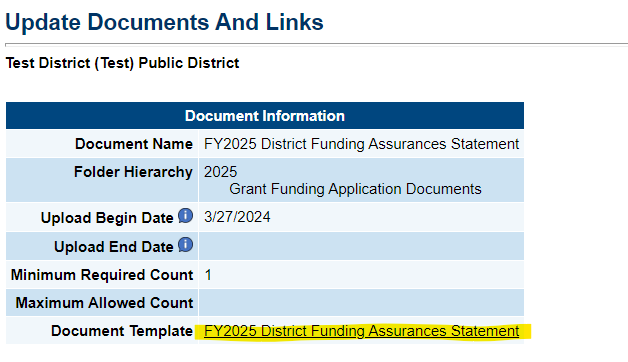 Update Documents And Links
Test District (Test) Public District
Document Information
Document Name FY2025 District Funding Assurances Statement
Folder Hierarchy 2025
Grant Funding Application Documents
Upload Begin Date i 3/27/2024
Upload End Date i
Minimum Required Count 1
Maximum Allowed Count
Document Template FY2025 District Funding Assurances Statement